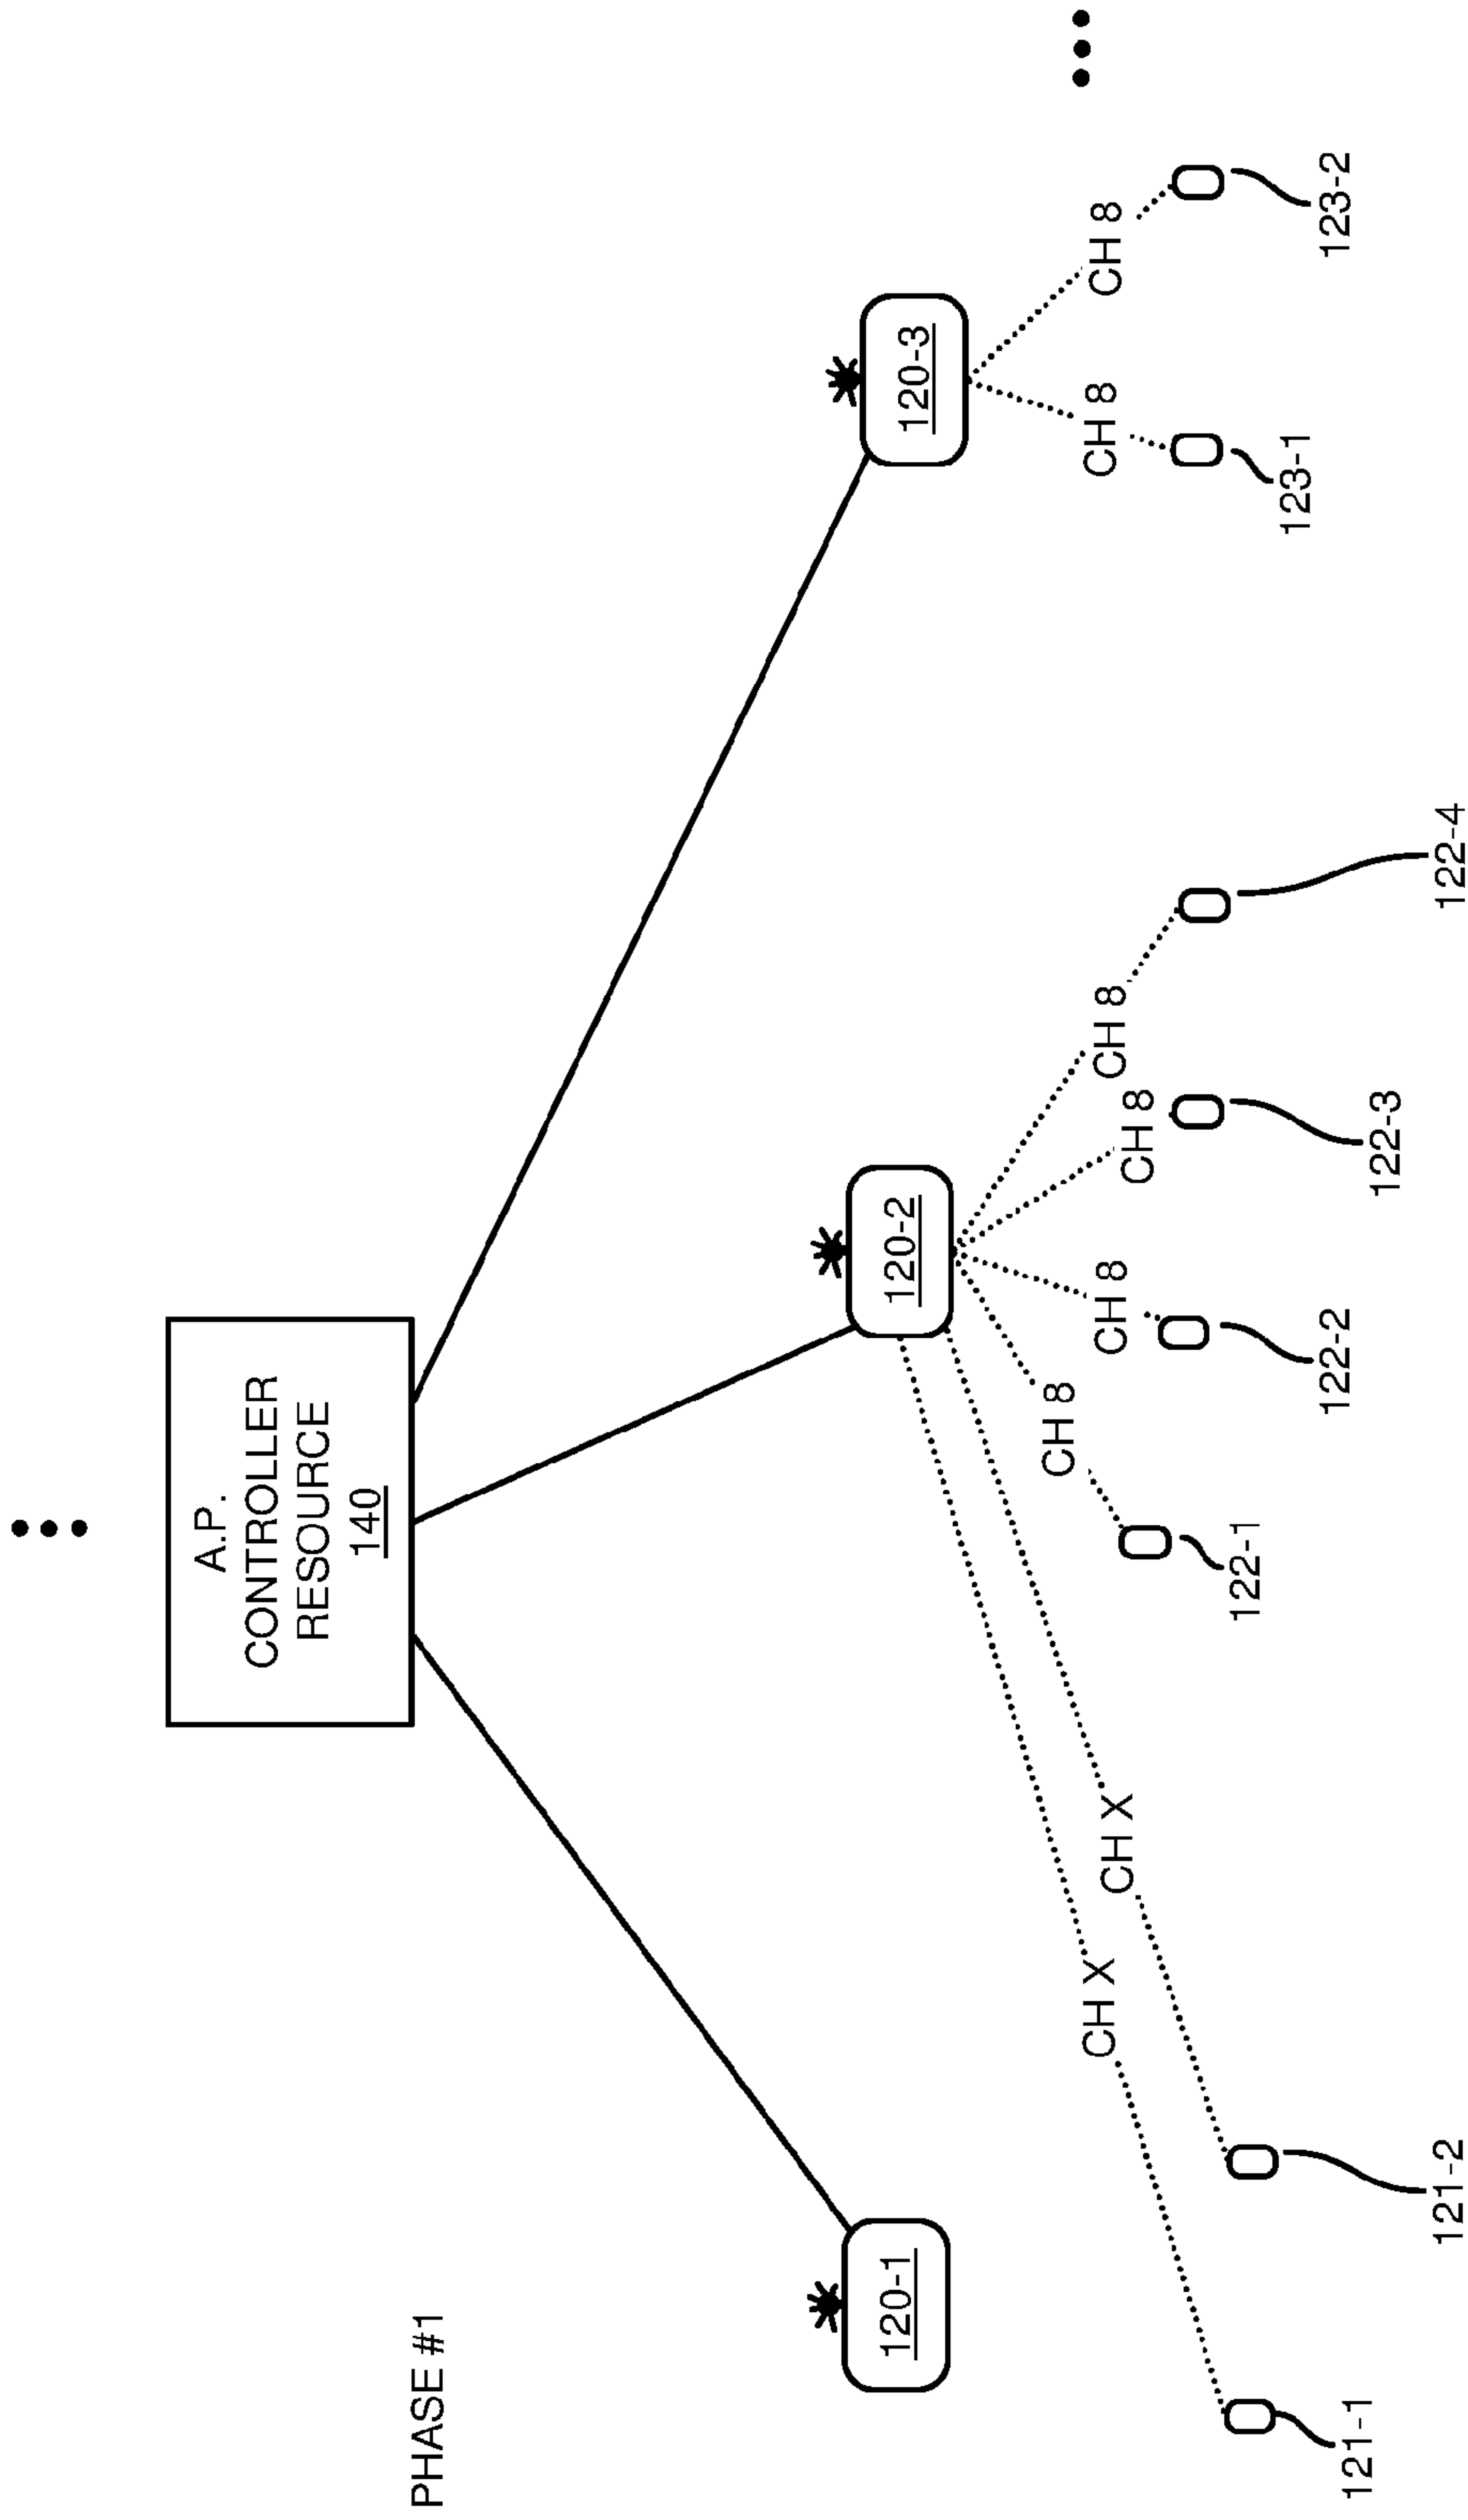 A.P.
CONTROLLER
RESOURCE
140
PHASE #1
120-1
120-2
120-3
CH X
CH X
CH 8
CH 8
CH 8
CH 8
CH 8
CH 8
121-1
121-2
122-1
122-2
122-3
122-4
123-1
123-2